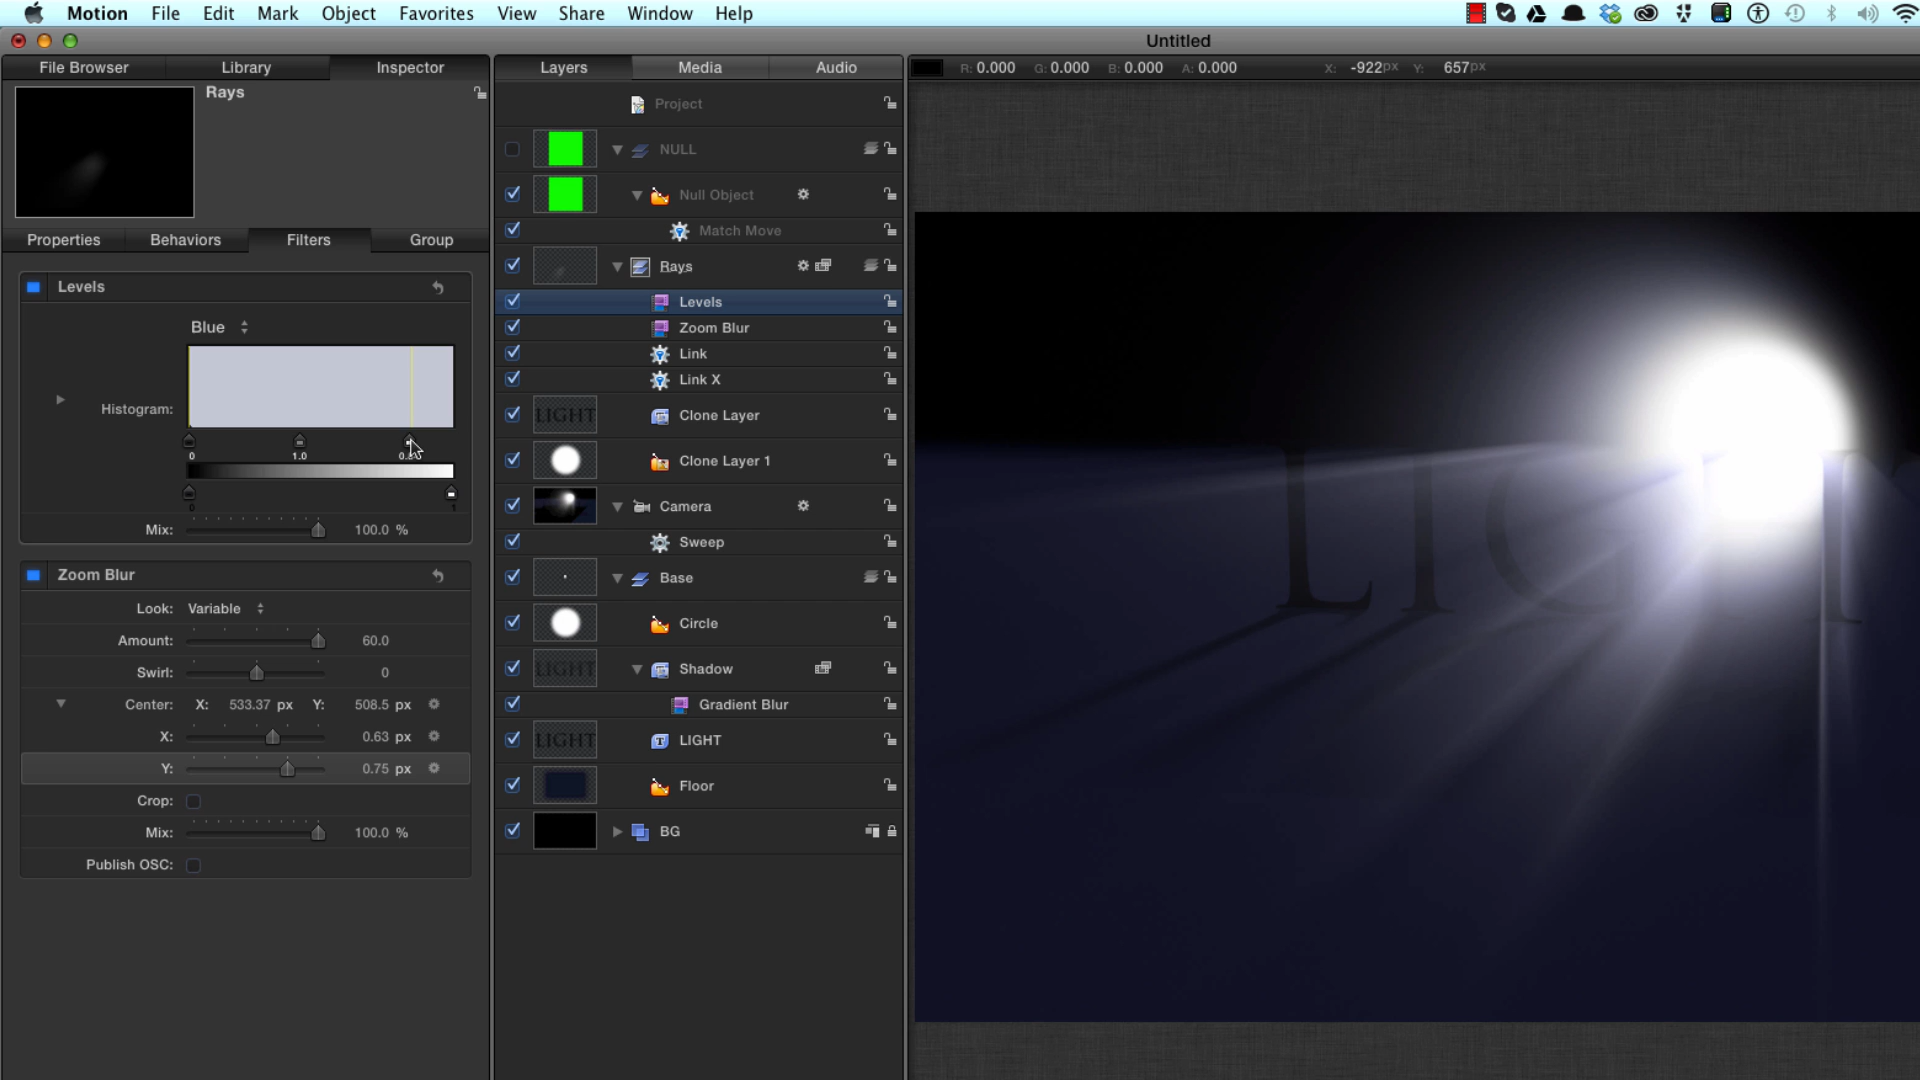 Motion File Edit Mark Object Favorites View Share Window Help
Untitled
File Browser Library Inspector
Layers Media Audio
R: 0.000 G: 0.000 B: 0.000 A: 0.000 X: -922px Y: 657px
Rays
Project
NULL
Null Object
Match Move
Properties Behaviors Filters Group
Rays
Levels
Levels
Blue
Zoom Blur
Link
Link X
Histogram:
LIGHT Clone Layer
0 1.0
Clone Layer 1
0 1
Camera
Mix: 100.0 %
Sweep
Zoom Blur
Base
Look: Variable
Circle
Amount: 60.0
Swirl: 0
LIGHT Shadow
Center: X: 533.37 px Y: 508.5 px
Gradient Blur
X: 0.63 px
LIGHT LIGHT
Y: 0.75 px
Floor
Crop:
Mix: 100.0 %
BG
Publish OSC: